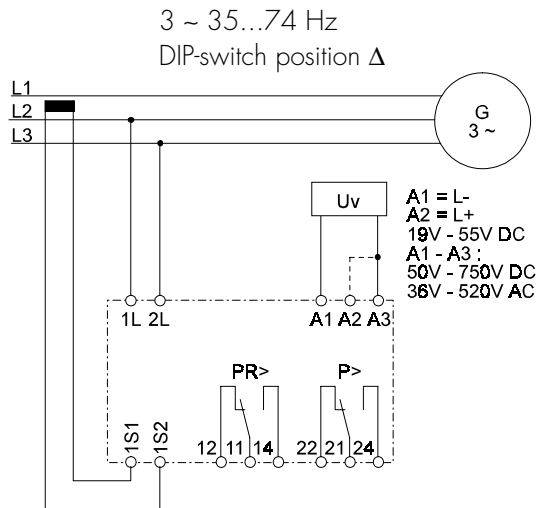 3 ~ 35...74 Hz
DIP-switch position Δ
L1
L2
L3
G
3 ~
Uv
A1 = L-
A2 = L+
19V - 55V DC
A1 - A3 :
50V - 750V DC
36V - 520V AC
1L 2L A1 A2 A3
PR> P>
1S1 1S2 12 11 14 22 21 24